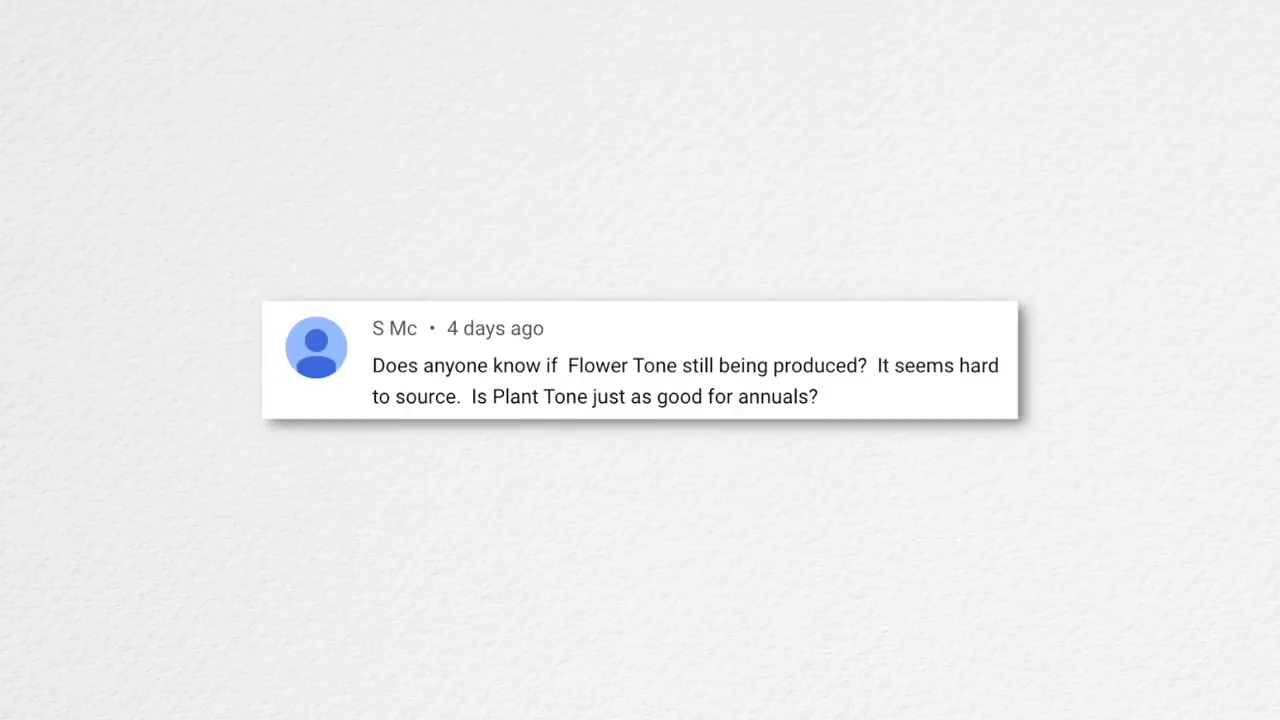 S Mc • 4 days ago
Does anyone know if  Flower Tone still being produced?  It seems hard
to source.  Is Plant Tone just as good for annuals?